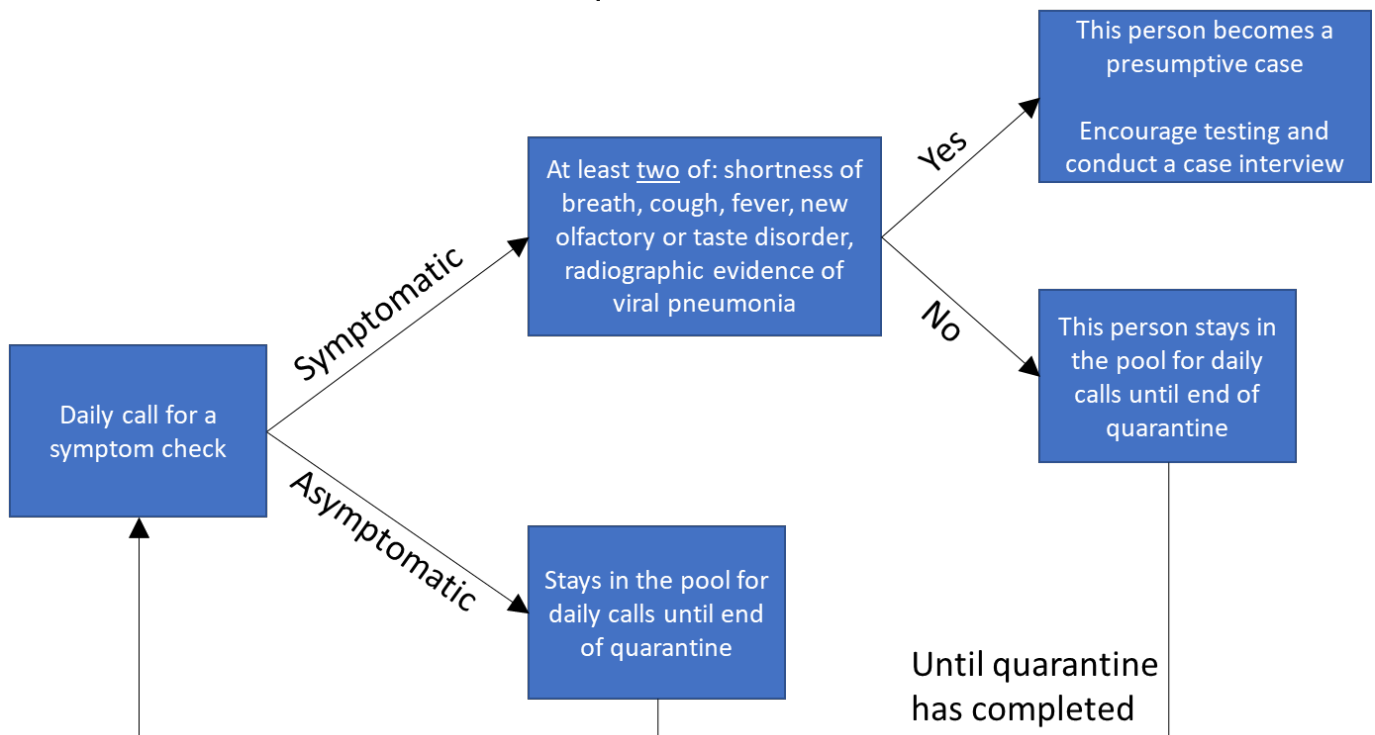 This person becomes a
presumptive case
Encourage testing and
conduct a case interview
Yes
At least two of: shortness of
breath, cough, fever, new
olfactory or taste disorder,
radiographic evidence of
viral pneumonia
Symptomatic
No
This person stays in
the pool for daily
calls until end of
quarantine
Daily call for a
symptom check
Asymptomatic
Stays in the pool for
daily calls until end
of quarantine
Until quarantine
has completed